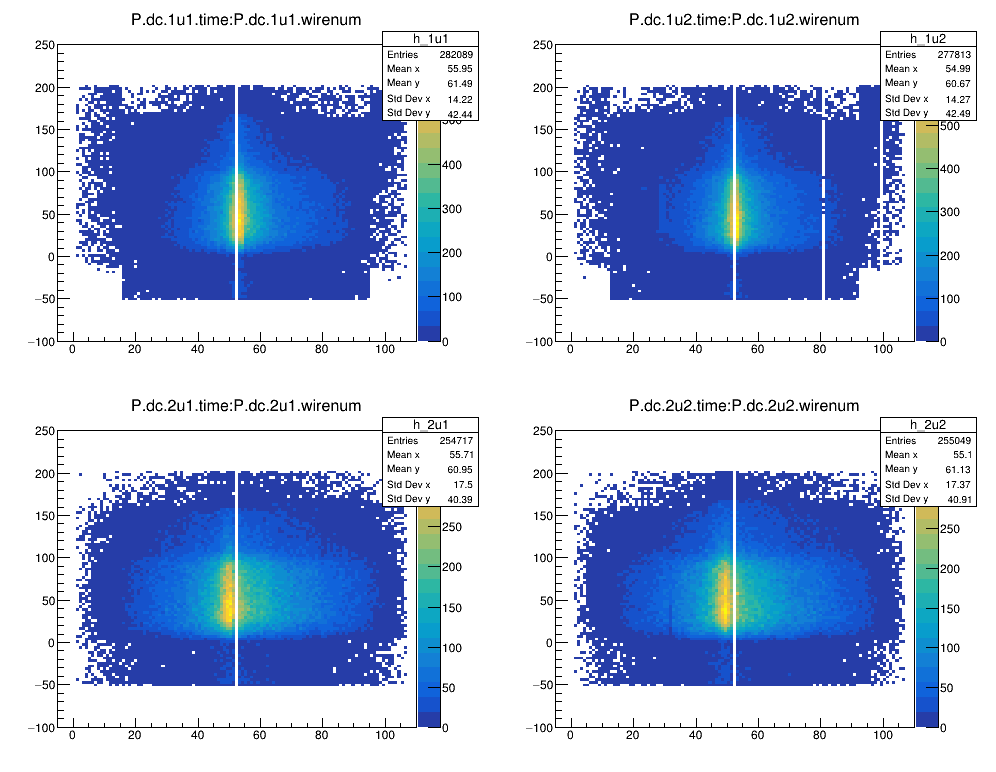 P.dc.1u1.time:P.dc.1u1.wirenum
h_1u1
Entries 282089
Mean x 55.95
Mean y 61.49
Std Dev x 14.22
Std Dev y 42.44
250
200
150
100
50
0
−50
−100
0 20 40 60 80 100
500
400
300
200
100
0
P.dc.1u2.time:P.dc.1u2.wirenum
h_1u2
Entries 277813
Mean x 54.99
Mean y 60.67
Std Dev x 14.27
Std Dev y 42.49
250
200
150
100
50
0
−50
−100
0 20 40 60 80 100
500
400
300
200
100
0
P.dc.2u1.time:P.dc.2u1.wirenum
h_2u1
Entries 254717
Mean x 55.71
Mean y 60.95
Std Dev x 17.5
Std Dev y 40.39
250
200
150
100
50
0
−50
−100
0 20 40 60 80 100
250
200
150
100
50
0
P.dc.2u2.time:P.dc.2u2.wirenum
h_2u2
Entries 255049
Mean x 55.1
Mean y 61.13
Std Dev x 17.37
Std Dev y 40.91
250
200
150
100
50
0
−50
−100
0 20 40 60 80 100
250
200
150
100
50
0